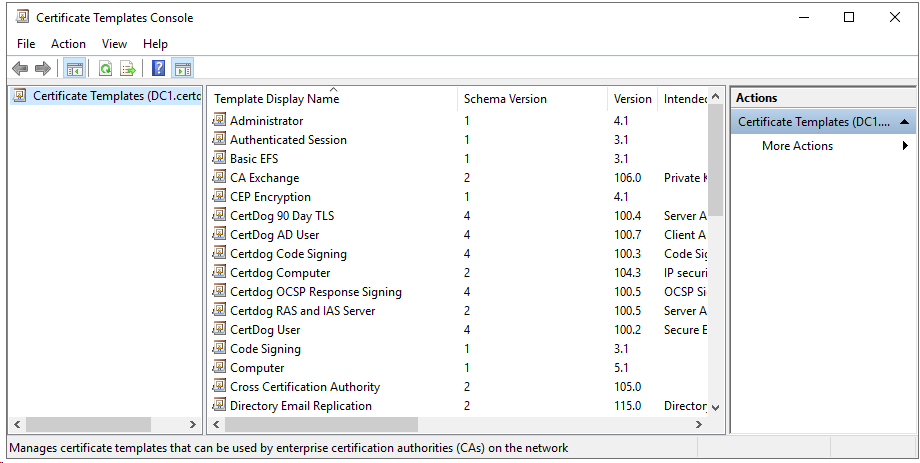 Certificate Templates Console
File Action View Help
Certificate Templates (DC1.certd
Template Display Name Schema Version Version Intended
Administrator 1 4.1
Authenticated Session 1 3.1
Basic EFS 1 3.1
CA Exchange 2 106.0 Private K
CEP Encryption 1 4.1
CertDog 90 Day TLS 4 100.4 Server A
CertDog AD User 4 100.7 Client A
Certdog Code Signing 4 100.3 Code Sig
Certdog Computer 2 104.3 IP securi
Certdog OCSP Response Signing 4 100.5 OCSP Si
Certdog RAS and IAS Server 2 100.5 Server A
CertDog User 4 100.2 Secure E
Code Signing 1 3.1
Computer 1 5.1
Cross Certification Authority 2 105.0
Directory Email Replication 2 115.0 Director
Actions
Certificate Templates (DC1....
More Actions
Manages certificate templates that can be used by enterprise certification authorities (CAs) on the network